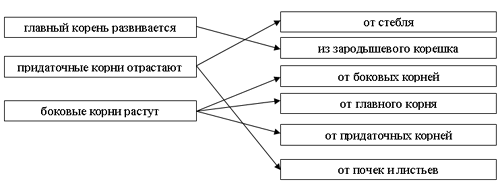 главный корень развивается
придаточные корни отрастают
боковые корни растут
от стебля
из зародышевого корешка
от боковых корней
от главного корня
от придаточных корней
от почек и листьев